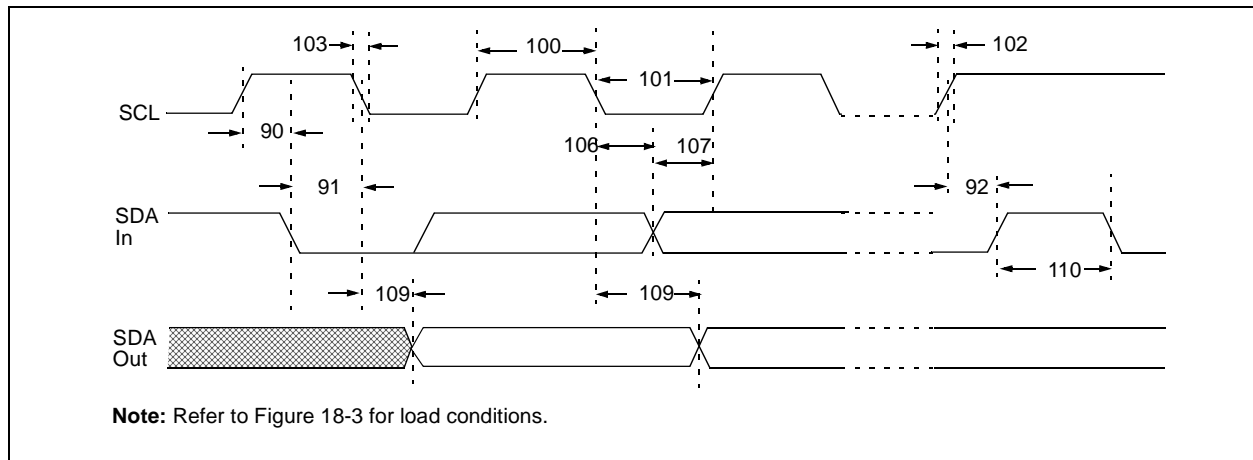 103 100 102
101
SCL
90 106 107
91 92
SDA
In
109 109 110
SDA
Out
Note: Refer to Figure 18-3 for load conditions.